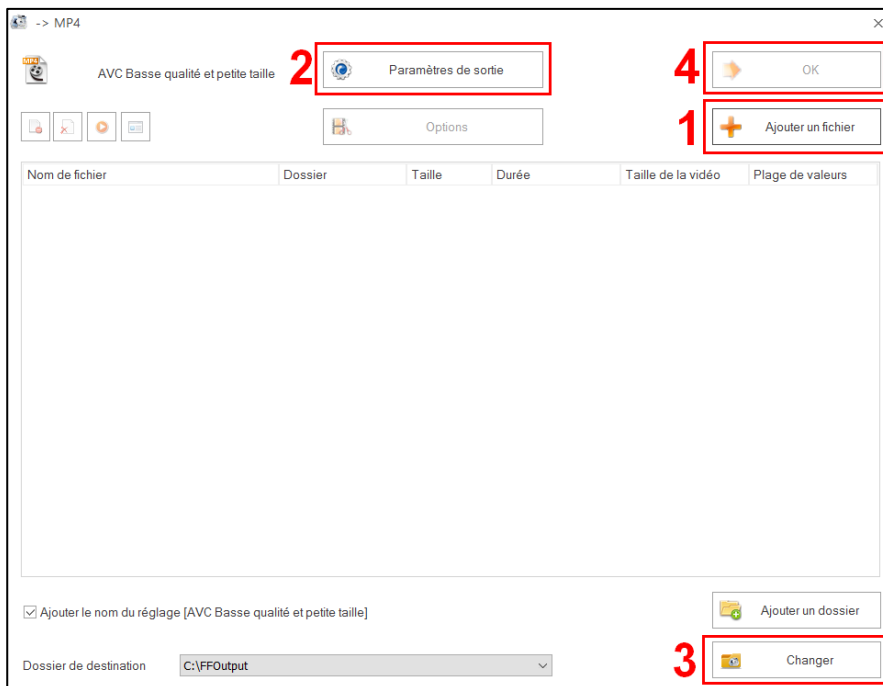 -> MP4
AVC Basse qualité et petite taille
2
Paramètres de sortie
4
OK
Options
1
Ajouter un fichier
Nom de fichier Dossier Taille Durée Taille de la vidéo Plage de valeurs
Ajouter le nom du réglage [AVC Basse qualité et petite taille]
Ajouter un dossier
Dossier de destination C:\FFOutput
3
Changer